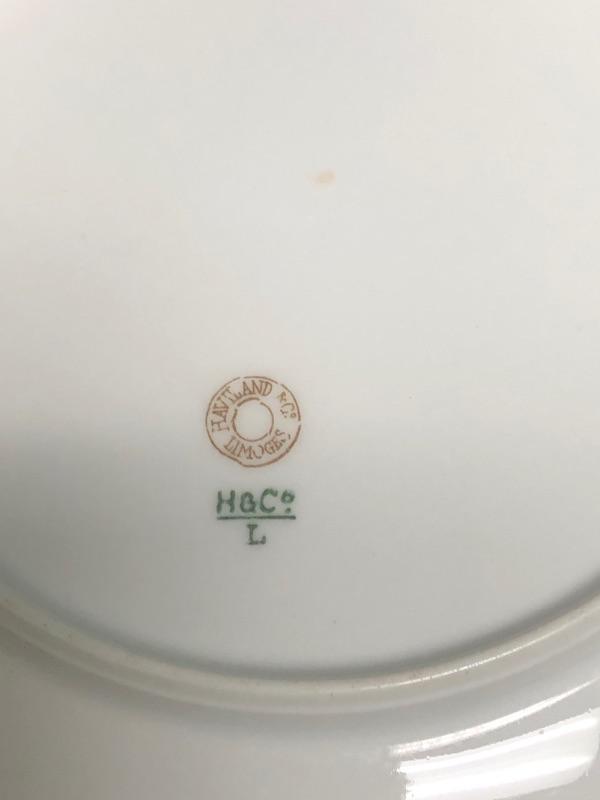 HAVILAND & Co
LIMOGES
H&Co
L